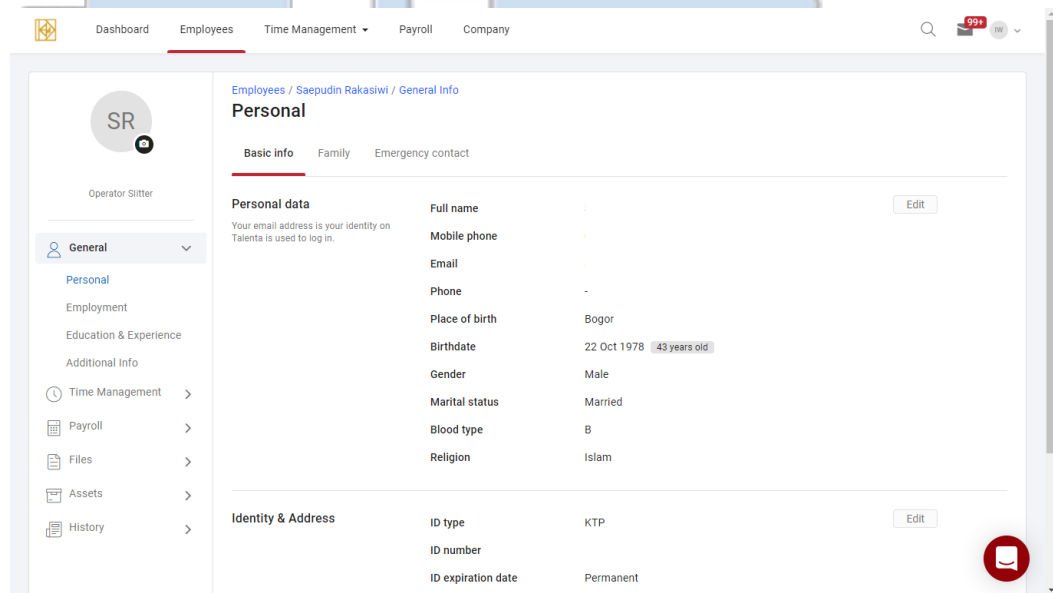 Dashboard Employees Time Management Payroll Company 99+ IW
SR
Operator Slitter
General
Personal
Employment
Education & Experience
Additional Info
Time Management
Payroll
Files
Assets
History
Employees / Saepudin Rakasiwi / General Info
Personal
Basic info Family Emergency contact
Personal data
Your email address is your identity on
Talenta is used to log in.
Edit
Full name
Mobile phone
Email
Phone -
Place of birth Bogor
Birthdate 22 Oct 1978 43 years old
Gender Male
Marital status Married
Blood type B
Religion Islam
Identity & Address
Edit
ID type KTP
ID number
ID expiration date Permanent